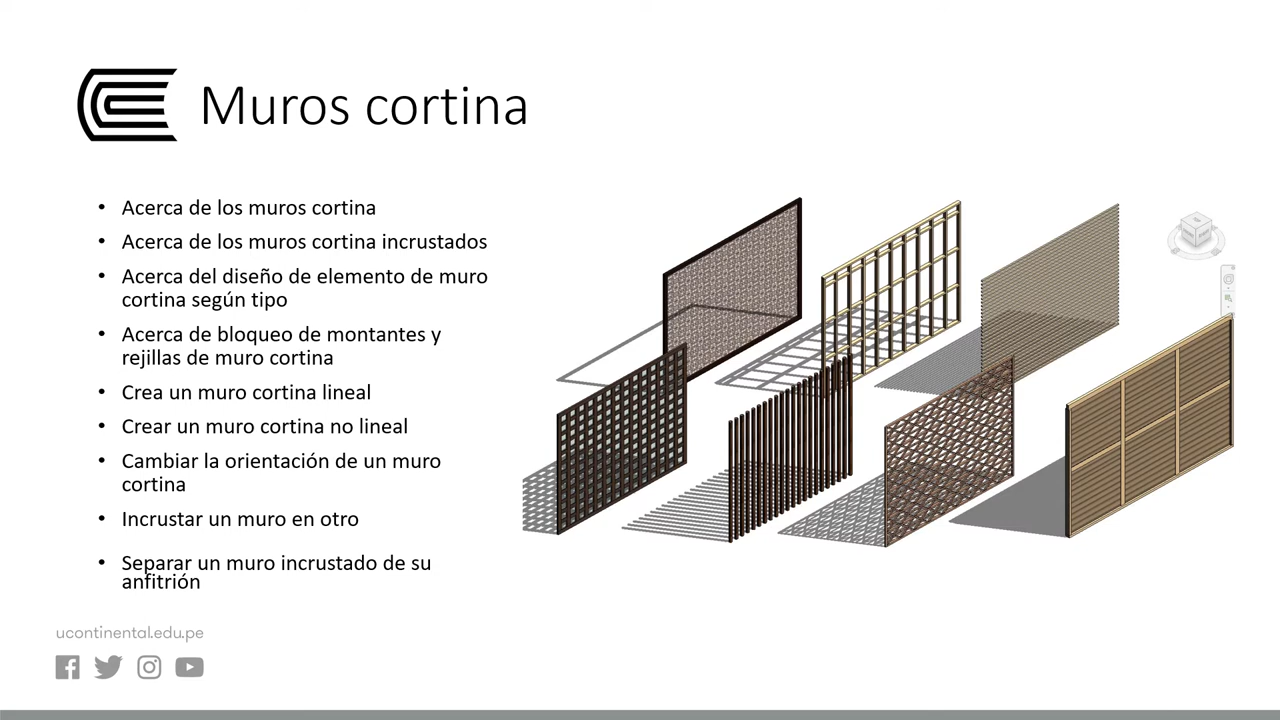 Muros cortina
• Acerca de los muros cortina
• Acerca de los muros cortina incrustados
• Acerca del diseño de elemento de muro
cortina según tipo
• Acerca de bloqueo de montantes y
rejillas de muro cortina
• Crea un muro cortina lineal
• Crear un muro cortina no lineal
• Cambiar la orientación de un muro
cortina
• Incrustar un muro en otro
• Separar un muro incrustado de su
anfitrión
ucontinental.edu.pe